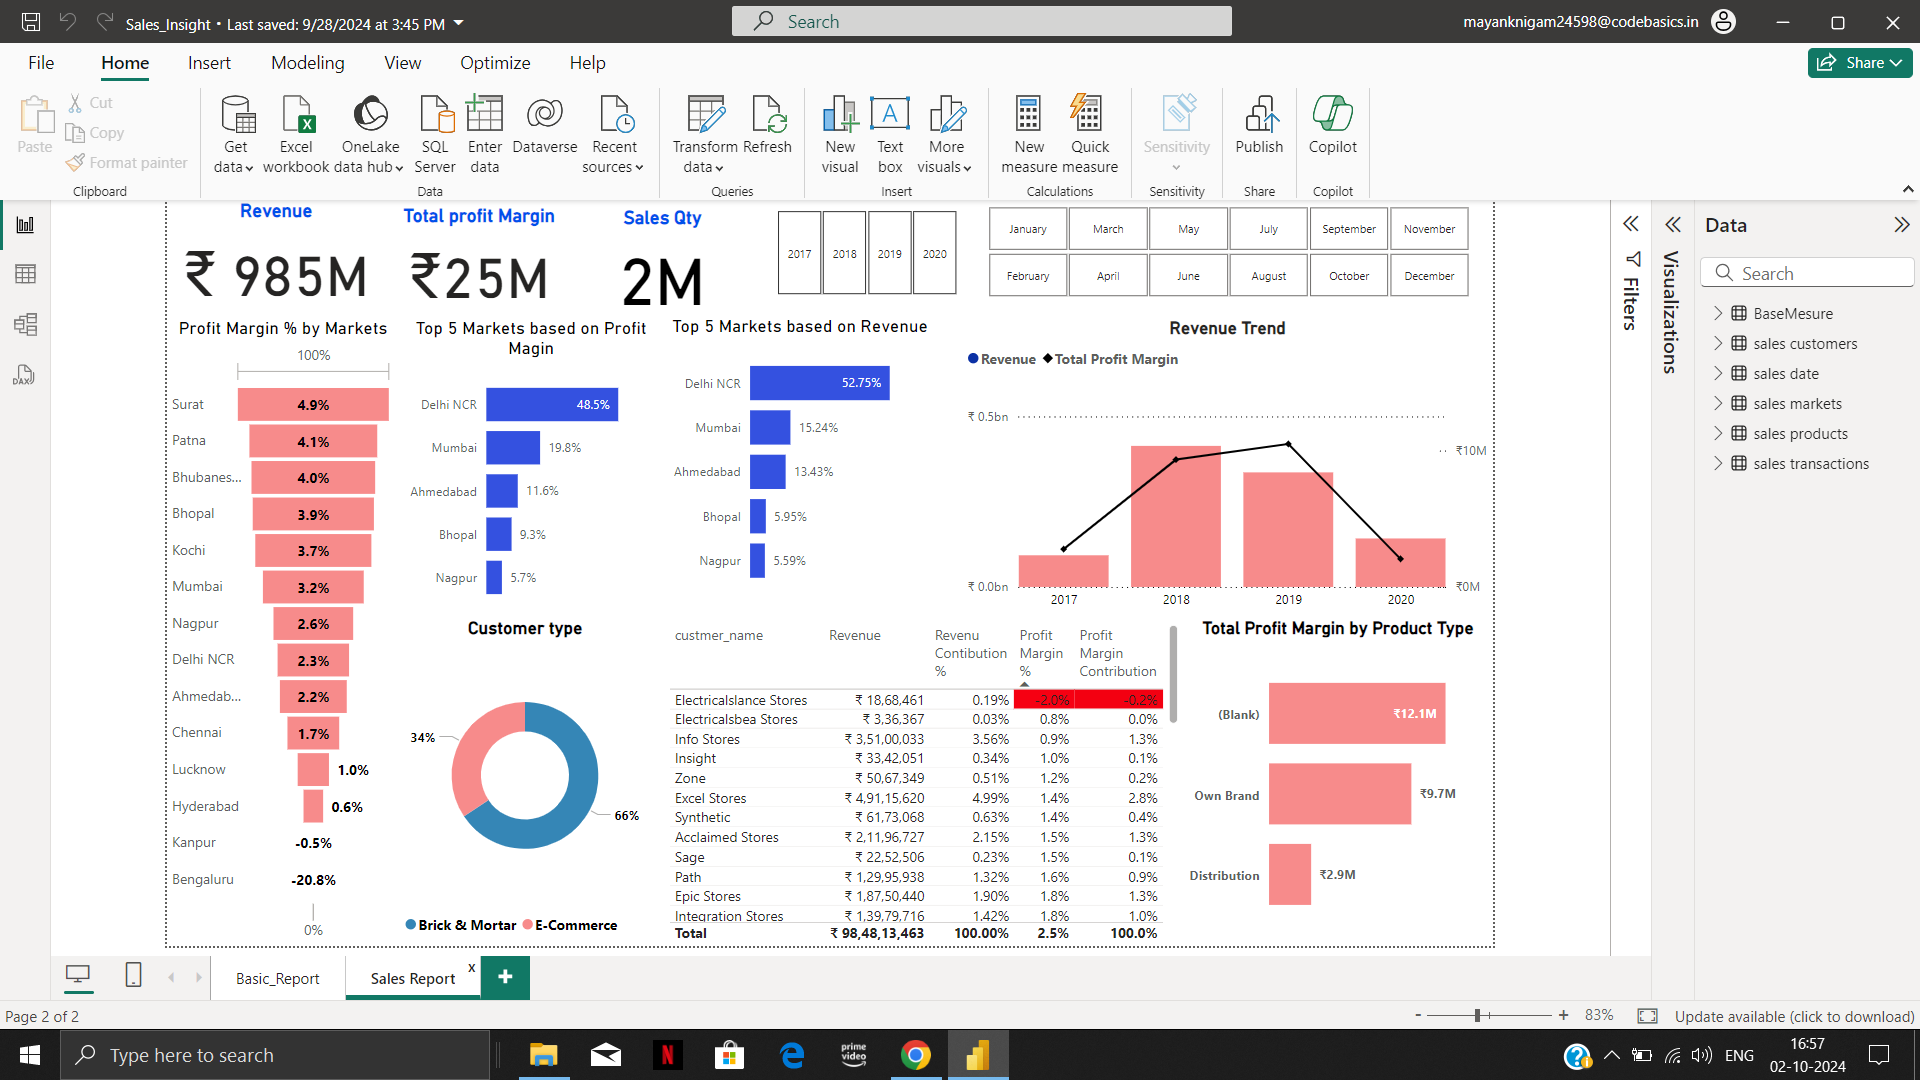 Sales_Insight • Last saved: 9/28/2024 at 3:45 PM
Search
mayanknigam24598@codebasics.in
File Home Insert Modeling View Optimize Help
Share
Paste
Cut
Copy
Format painter
Clipboard
Get data
Excel workbook
OneLake data hub
SQL Server
Enter data
Dataverse
Recent sources
Data
Transform data
Refresh
Queries
New visual
Text box
More visuals
Insert
New measure
Quick measure
Calculations
Sensitivity
Sensitivity
Publish
Share
Copilot
Copilot
Revenue
₹ 985M
Total profit Margin
₹25M
Sales Qty
2M
2017 2018 2019 2020
January March May July September November
February April June August October December
Profit Margin % by Markets
100%
Surat 4.9%
Patna 4.1%
Bhubanes... 4.0%
Bhopal 3.9%
Kochi 3.7%
Mumbai 3.2%
Nagpur 2.6%
Delhi NCR 2.3%
Ahmedab... 2.2%
Chennai 1.7%
Lucknow 1.0%
Hyderabad 0.6%
Kanpur -0.5%
Bengaluru -20.8%
0%
Top 5 Markets based on Profit
Magin
Delhi NCR 48.5%
Mumbai 19.8%
Ahmedabad 11.6%
Bhopal 9.3%
Nagpur 5.7%
Top 5 Markets based on Revenue
Delhi NCR 52.75%
Mumbai 15.24%
Ahmedabad 13.43%
Bhopal 5.95%
Nagpur 5.59%
Revenue Trend
Revenue Total Profit Margin
₹ 0.5bn
₹10M
₹ 0.0bn
₹0M
2017 2018 2019 2020
Customer type
34%
66%
Brick & Mortar E-Commerce
custmer_name Revenue Revenu Contibution % Profit Margin % Profit Margin Contribution
Electricalslance Stores ₹ 18,68,461 0.19% -2.0% -0.2%
Electricalsbea Stores ₹ 3,36,367 0.03% 0.8% 0.0%
Info Stores ₹ 3,51,00,033 3.56% 0.9% 1.3%
Insight ₹ 33,42,051 0.34% 1.0% 0.1%
Zone ₹ 50,67,349 0.51% 1.2% 0.2%
Excel Stores ₹ 4,91,15,620 4.99% 1.4% 2.8%
Synthetic ₹ 61,73,068 0.63% 1.4% 0.4%
Acclaimed Stores ₹ 2,11,96,727 2.15% 1.5% 1.3%
Sage ₹ 22,52,506 0.23% 1.5% 0.1%
Path ₹ 1,29,95,938 1.32% 1.6% 0.9%
Epic Stores ₹ 1,87,50,440 1.90% 1.8% 1.3%
Integration Stores ₹ 1,39,79,716 1.42% 1.8% 1.0%
Total ₹ 98,48,13,463 100.00% 2.5% 100.0%
Total Profit Margin by Product Type
(Blank) ₹12.1M
Own Brand ₹9.7M
Distribution ₹2.9M
Filters
Visualizations
Data
Search
BaseMesure
sales customers
sales date
sales markets
sales products
sales transactions
Basic_Report
Sales Report x
+
Page 2 of 2
- + 83%
Update available (click to download)
Type here to search
prime video
ENG
16:57
02-10-2024